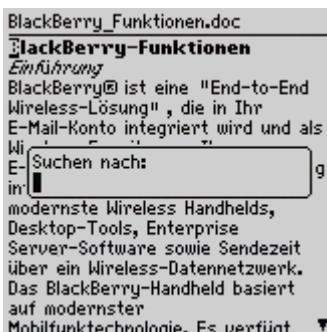 BlackBerry_Funktionen.doc
BlackBerry-Funktionen
Einführung
BlackBerry® ist eine "End-to-End
Wireless-Lösung", die in Ihr
E-Mail-Konto integriert wird und als
Suchen nach:
modernste Wireless Handhelds,
Desktop-Tools, Enterprise
Server-Software sowie Sendezeit
über ein Wireless-Datennetzwerk.
Das BlackBerry-Handheld basiert
auf modernster
Mobilfunktechnologie. Es verfügt